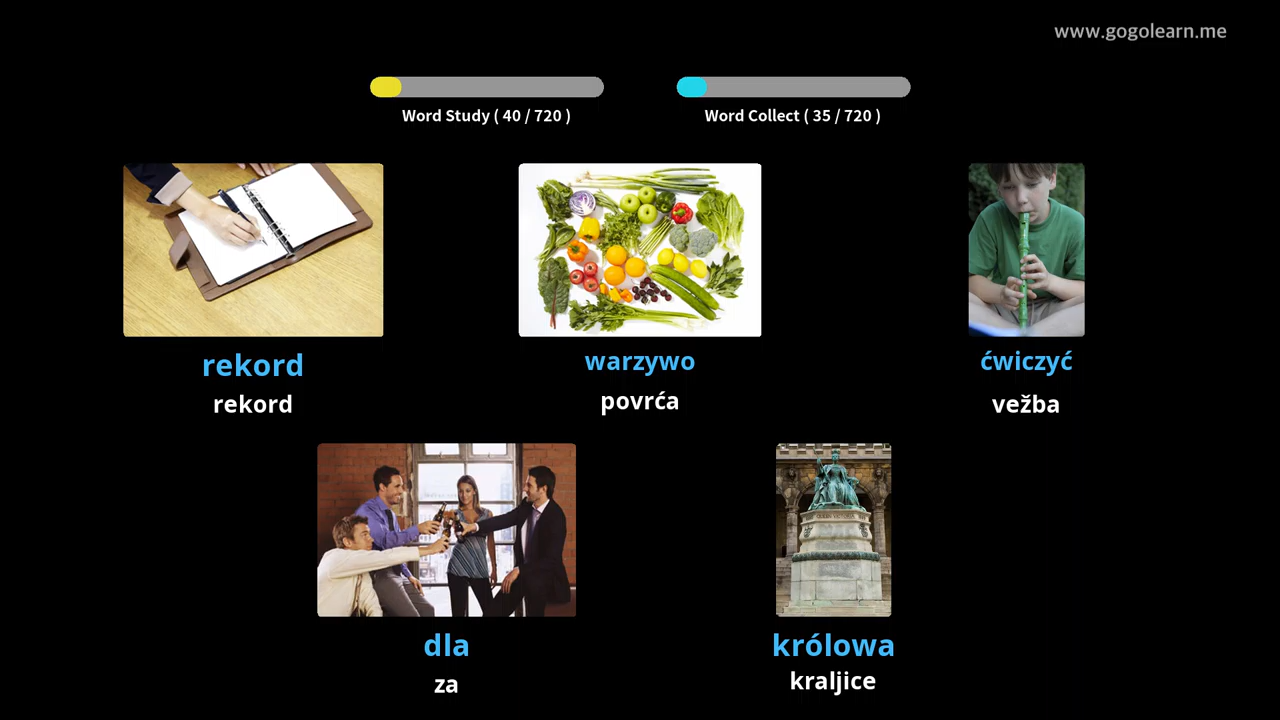 www.gogolearn.me
Word Study ( 40 / 720 )
Word Collect ( 35 / 720 )
rekord
rekord
warzywo
povrća
ćwiczyć
vežba
dla
za
królowa
kraljice